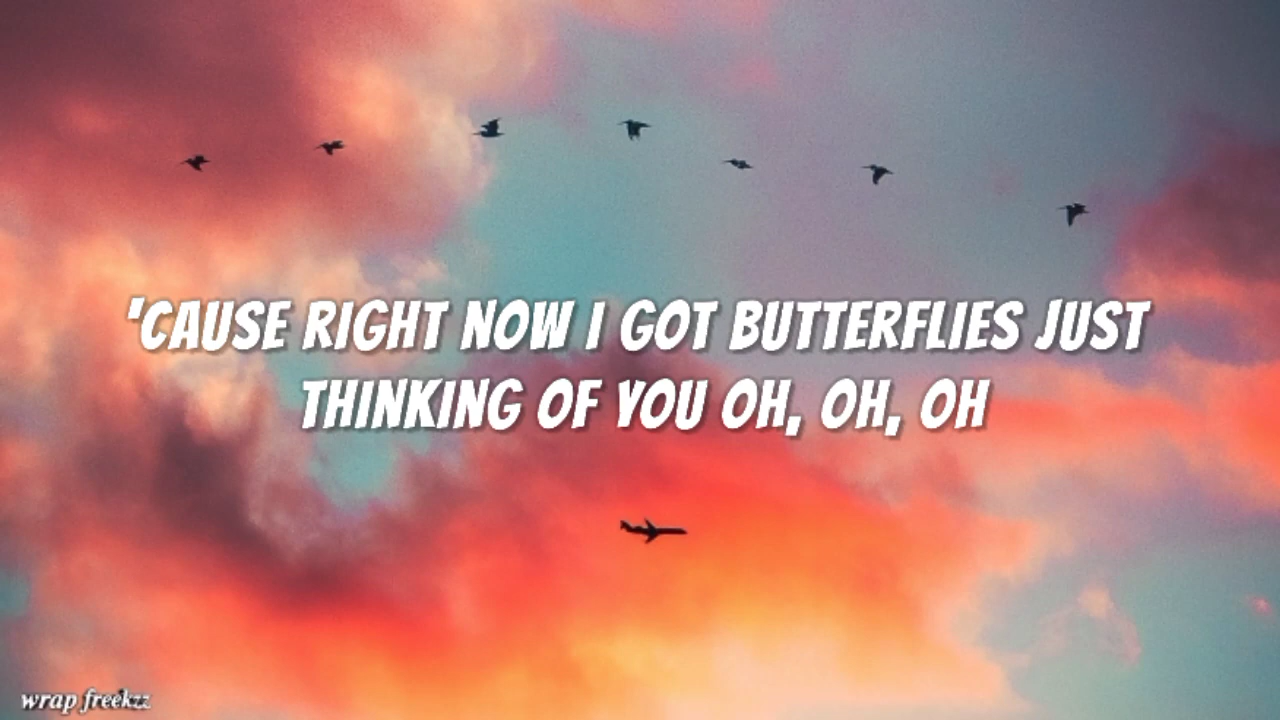 'CAUSE RIGHT NOW I GOT BUTTERFLIES JUST
THINKING OF YOU OH, OH, OH
wrap freekzz